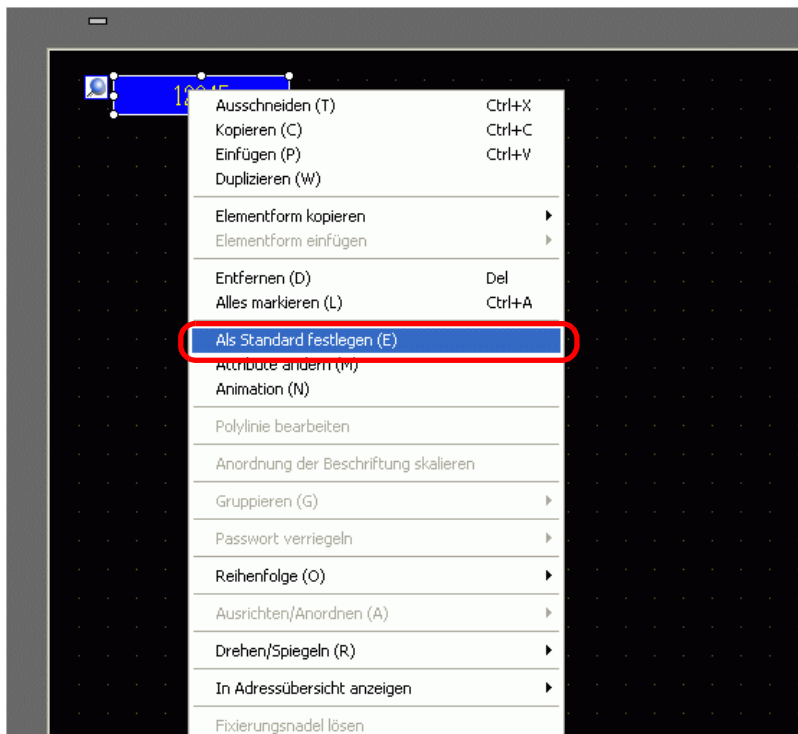 Ausschneiden (T) Ctrl+X
Kopieren (C) Ctrl+C
Einfügen (P) Ctrl+V
Duplizieren (W)
Elementform kopieren
Elementform einfügen
Entfernen (D) Del
Alles markieren (L) Ctrl+A
Als Standard festlegen (E)
Attribute ändern (M)
Animation (N)
Polylinie bearbeiten
Anordnung der Beschriftung skalieren
Gruppieren (G)
Passwort verriegeln
Reihenfolge (O)
Ausrichten/Anordnen (A)
Drehen/Spiegeln (R)
In Adressübersicht anzeigen
Fixierungsnadel lösen